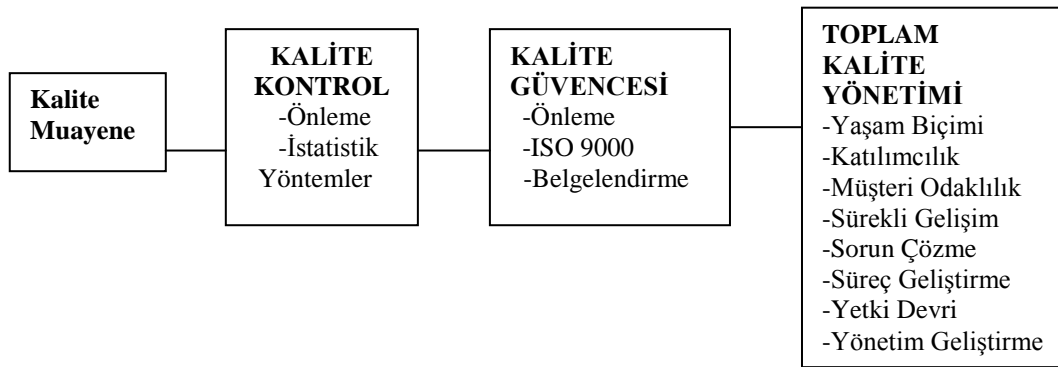 Kalite
Muayene
KALİTE
KONTROL
-Önleme
-İstatistik
Yöntemler
KALİTE
GÜVENCESİ
-Önleme
-ISO 9000
-Belgelendirme
TOPLAM
KALİTE
YÖNETİMİ
-Yaşam Biçimi
-Katılımcılık
-Müşteri Odaklılık
-Sürekli Gelişim
-Sorun Çözme
-Süreç Geliştirme
-Yetki Devri
-Yönetim Geliştirme